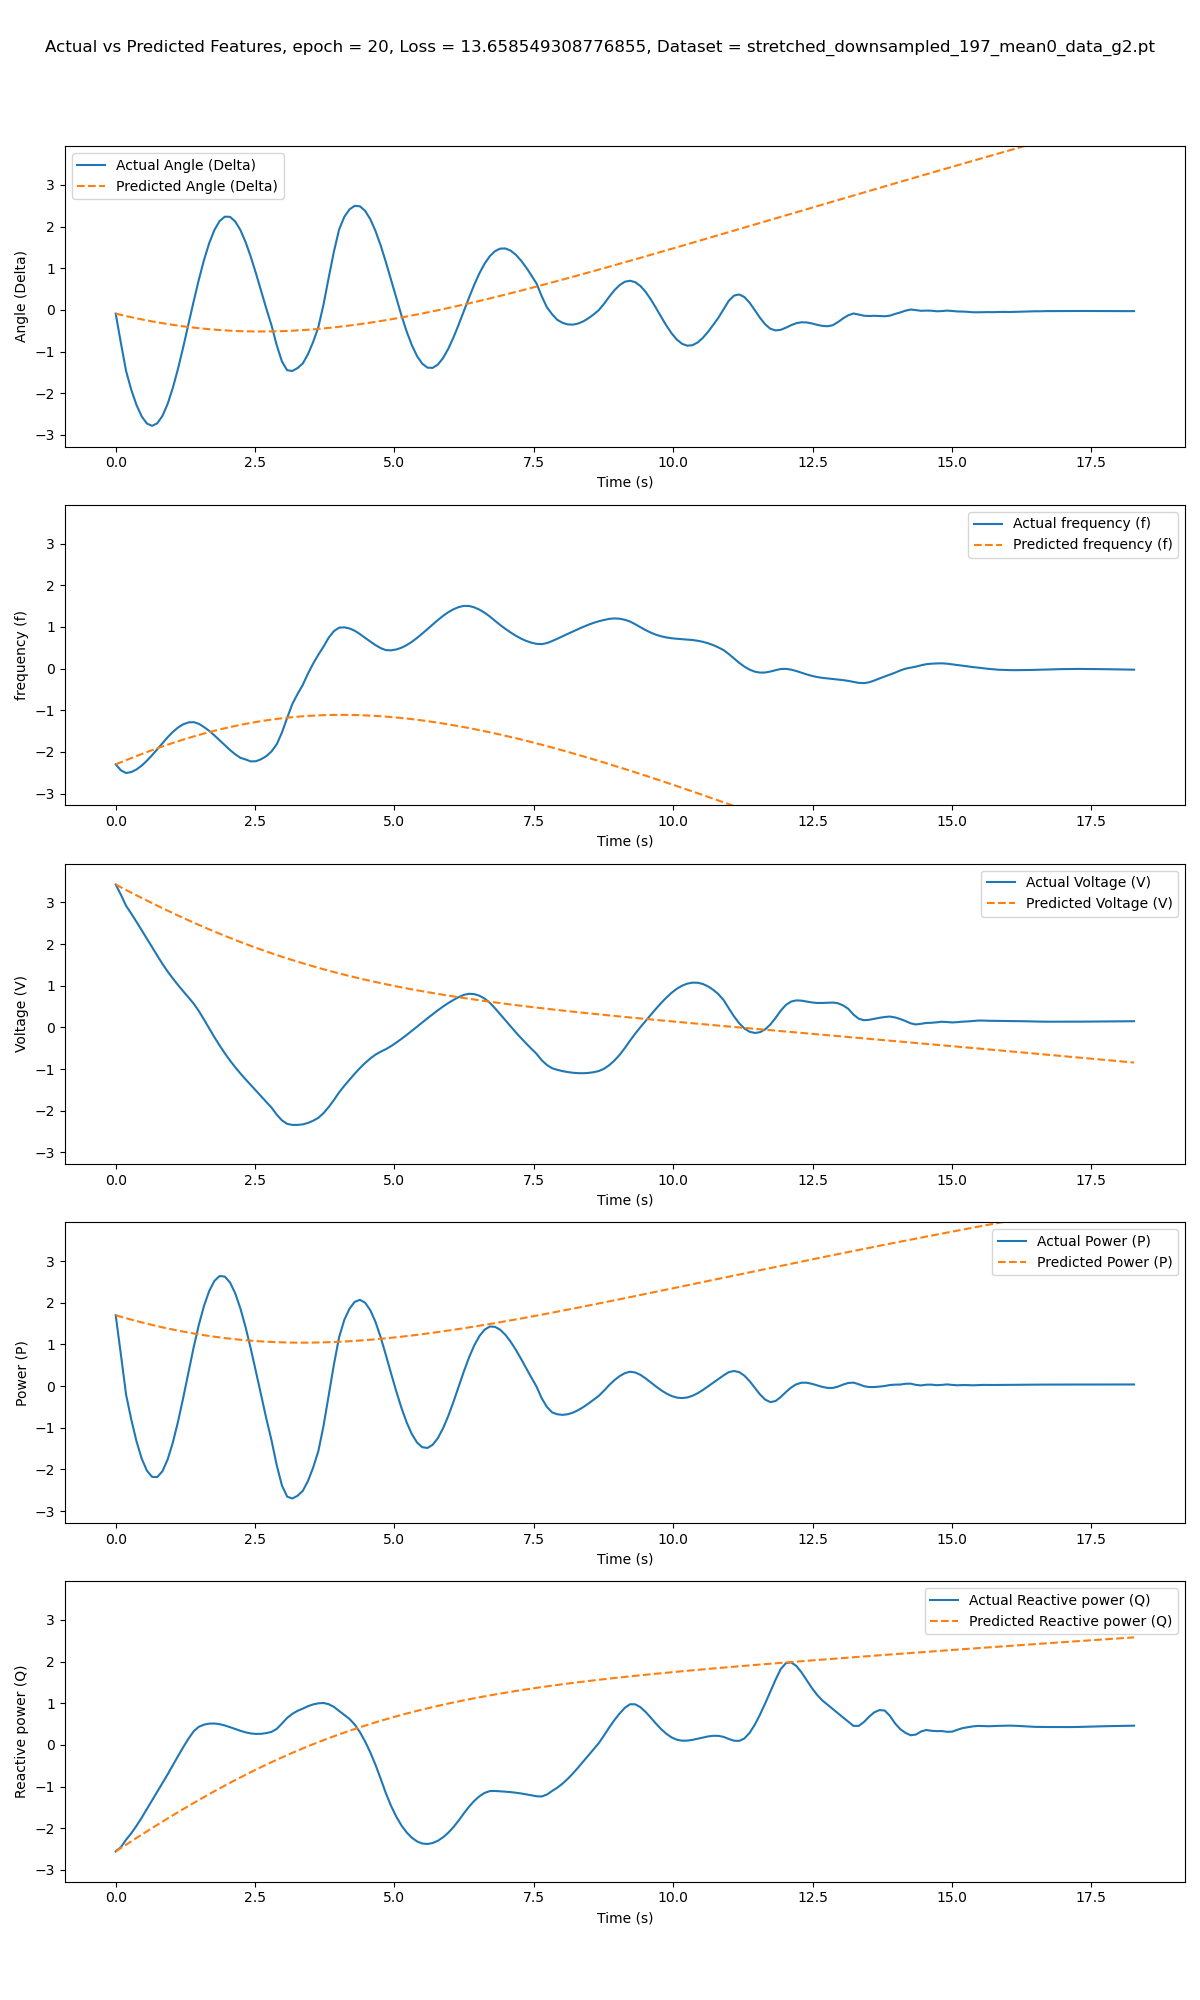 Actual vs Predicted Features, epoch = 20, Loss = 13.658549308776855, Dataset = stretched_downsampled_197_mean0_data_g2.pt
Actual Angle (Delta)
Predicted Angle (Delta)
Angle (Delta)
3
2
1
0
−1
−2
−3
0.0 2.5 5.0 7.5 10.0 12.5 15.0 17.5
Time (s)
Actual frequency (f)
Predicted frequency (f)
frequency (f)
3
2
1
0
−1
−2
−3
0.0 2.5 5.0 7.5 10.0 12.5 15.0 17.5
Time (s)
Actual Voltage (V)
Predicted Voltage (V)
Voltage (V)
3
2
1
0
−1
−2
−3
0.0 2.5 5.0 7.5 10.0 12.5 15.0 17.5
Time (s)
Actual Power (P)
Predicted Power (P)
Power (P)
3
2
1
0
−1
−2
−3
0.0 2.5 5.0 7.5 10.0 12.5 15.0 17.5
Time (s)
Actual Reactive power (Q)
Predicted Reactive power (Q)
Reactive power (Q)
3
2
1
0
−1
−2
−3
0.0 2.5 5.0 7.5 10.0 12.5 15.0 17.5
Time (s)